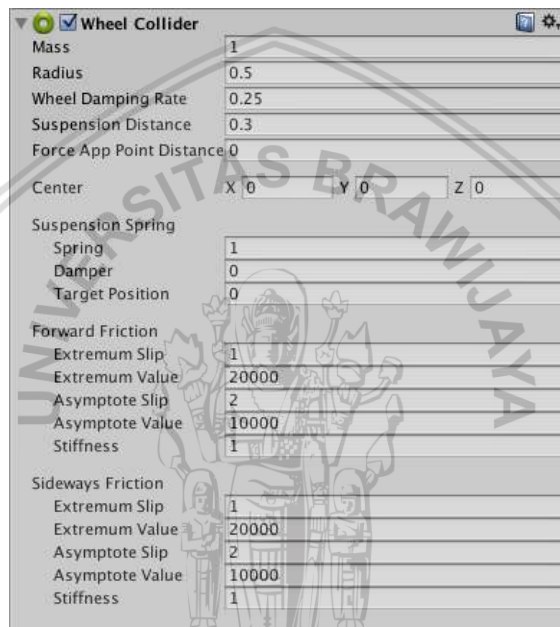 Wheel Collider
Mass 1
Radius 0.5
Wheel Damping Rate 0.25
Suspension Distance 0.3
Force App Point Distance 0
Center X 0 Y 0 Z 0
Suspension Spring
Spring 1
Damper 0
Target Position 0
Forward Friction
Extremum Slip 1
Extremum Value 20000
Asymptote Slip 2
Asymptote Value 10000
Stiffness 1
Sideways Friction
Extremum Slip 1
Extremum Value 20000
Asymptote Slip 2
Asymptote Value 10000
Stiffness 1
UNIVERSITAS BRAWIJAYA